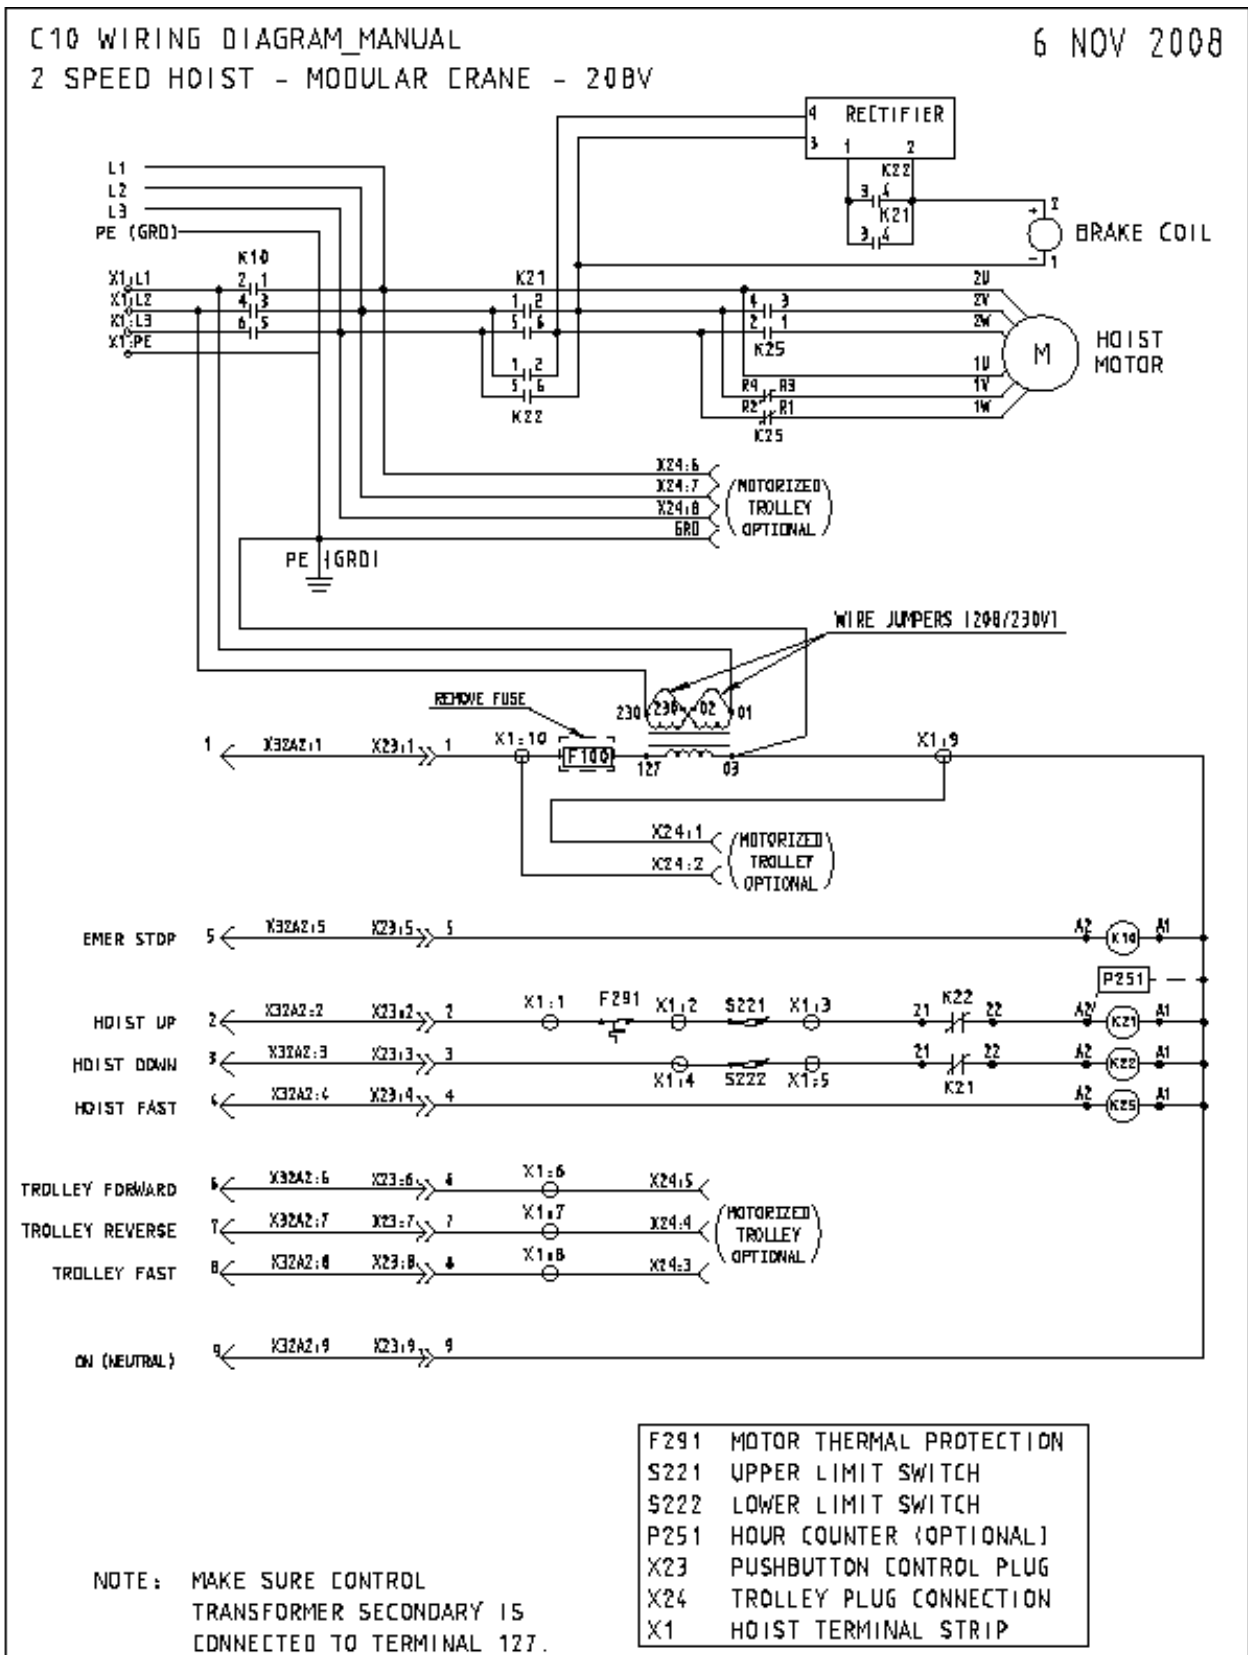 C10 WIRING DIAGRAM_MANUAL
6 NOV 2008
2 SPEED HOIST - MODULAR CRANE - 208V
4 RECTIFIER
3
1 2
K22
3 4
K21
3 4
+ 2
BRAKE COIL
- 1
L1
L2
L3
PE (GRD)
K10
X1:L1 2 1
X1:L2 4 3
X1:L3 6 5
X1:PE
K21
1 2
5 6
1 2
5 6
K22
4 3
2 1
K25
R4 R3
R2 R1
K25
2U
2V
2W
1U
1V
1W
M
HOIST
MOTOR
X24:6
X24:7
X24:8
GRD
(MOTORIZED
TROLLEY
OPTIONAL)
PE (GRD)
WIRE JUMPERS (208/230V)
REMOVE FUSE
230 230 02 01
1 X32A2:1 X23:1 1 X1:10 F100 127 03 X1:9
X24:1
X24:2
(MOTORIZED
TROLLEY
OPTIONAL)
EMER STOP 5 X32A2:5 X23:5 5 A2 K10 A1
P251
HOIST UP 2 X32A2:2 X23:2 2 X1:1 F291 X1:2 S221 X1:3 21 K22 22 A2 K21 A1
HOIST DOWN 3 X32A2:3 X23:3 3 X1:4 S222 X1:5 21 K21 22 A2 K22 A1
HOIST FAST 4 X32A2:4 X23:4 4 A2 K25 A1
TROLLEY FORWARD 6 X32A2:6 X23:6 6 X1:6 X24:5
TROLLEY REVERSE 7 X32A2:7 X23:7 7 X1:7 X24:4
TROLLEY FAST 8 X32A2:8 X23:8 8 X1:8 X24:3
(MOTORIZED
TROLLEY
OPTIONAL)
ON (NEUTRAL) 9 X32A2:9 X23:9 9
F291 MOTOR THERMAL PROTECTION
S221 UPPER LIMIT SWITCH
S222 LOWER LIMIT SWITCH
P251 HOUR COUNTER (OPTIONAL)
X23 PUSHBUTTON CONTROL PLUG
X24 TROLLEY PLUG CONNECTION
X1 HOIST TERMINAL STRIP
NOTE: MAKE SURE CONTROL
TRANSFORMER SECONDARY IS
CONNECTED TO TERMINAL 127.